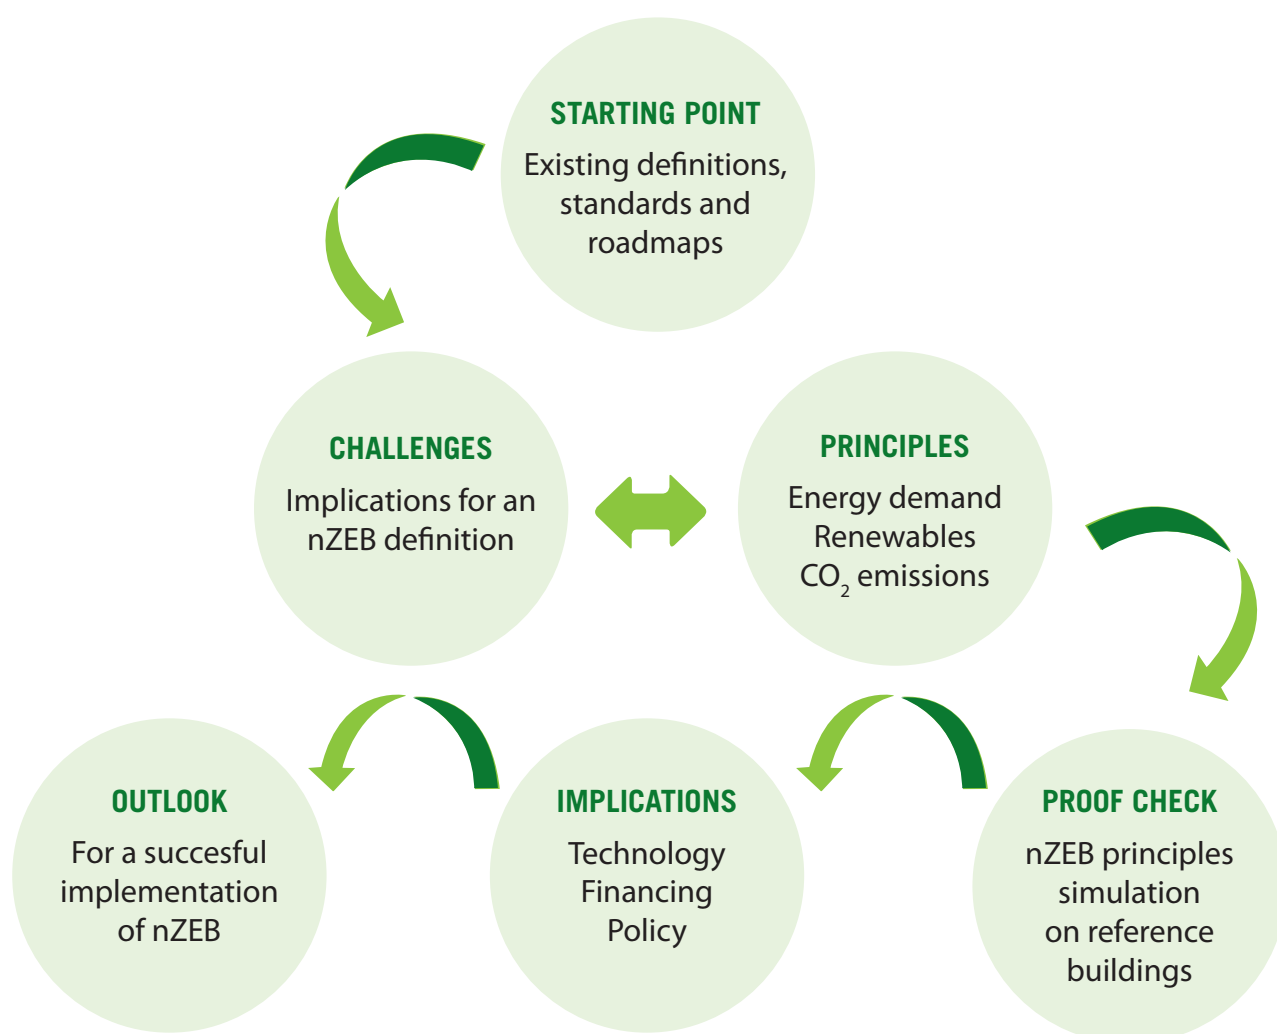 STARTING POINT
Existing definitions,
standards and
roadmaps
CHALLENGES
Implications for an
nZEB definition
PRINCIPLES
Energy demand
Renewables
CO₂ emissions
OUTLOOK
For a succesful
implementation
of nZEB
IMPLICATIONS
Technology
Financing
Policy
PROOF CHECK
nZEB principles
simulation
on reference
buildings